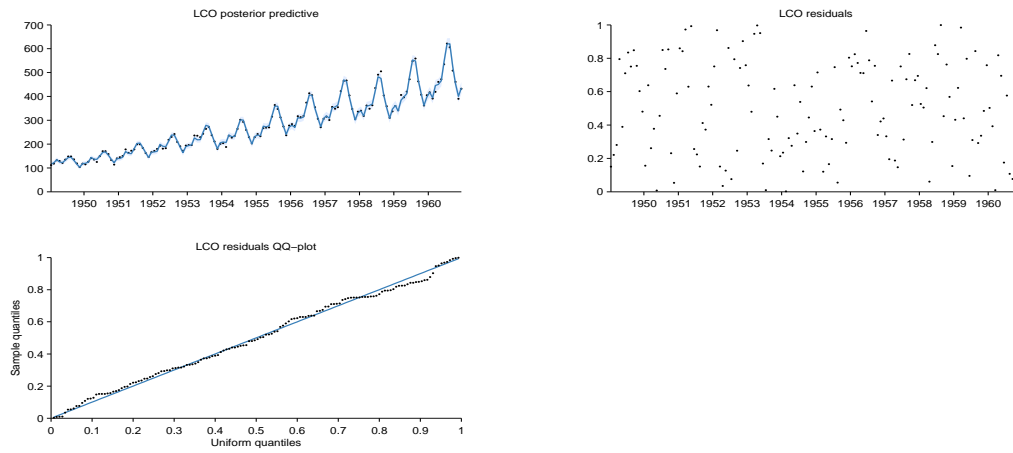 LCO posterior predictive
700
600
500
400
300
200
100
0
1950 1951 1952 1953 1954 1955 1956 1957 1958 1959 1960
LCO residuals
1
0.8
0.6
0.4
0.2
0
1950 1951 1952 1953 1954 1955 1956 1957 1958 1959 1960
LCO residuals QQ−plot
Sample quantiles
1
0.8
0.6
0.4
0.2
0
0 0.1 0.2 0.3 0.4 0.5 0.6 0.7 0.8 0.9 1
Uniform quantiles